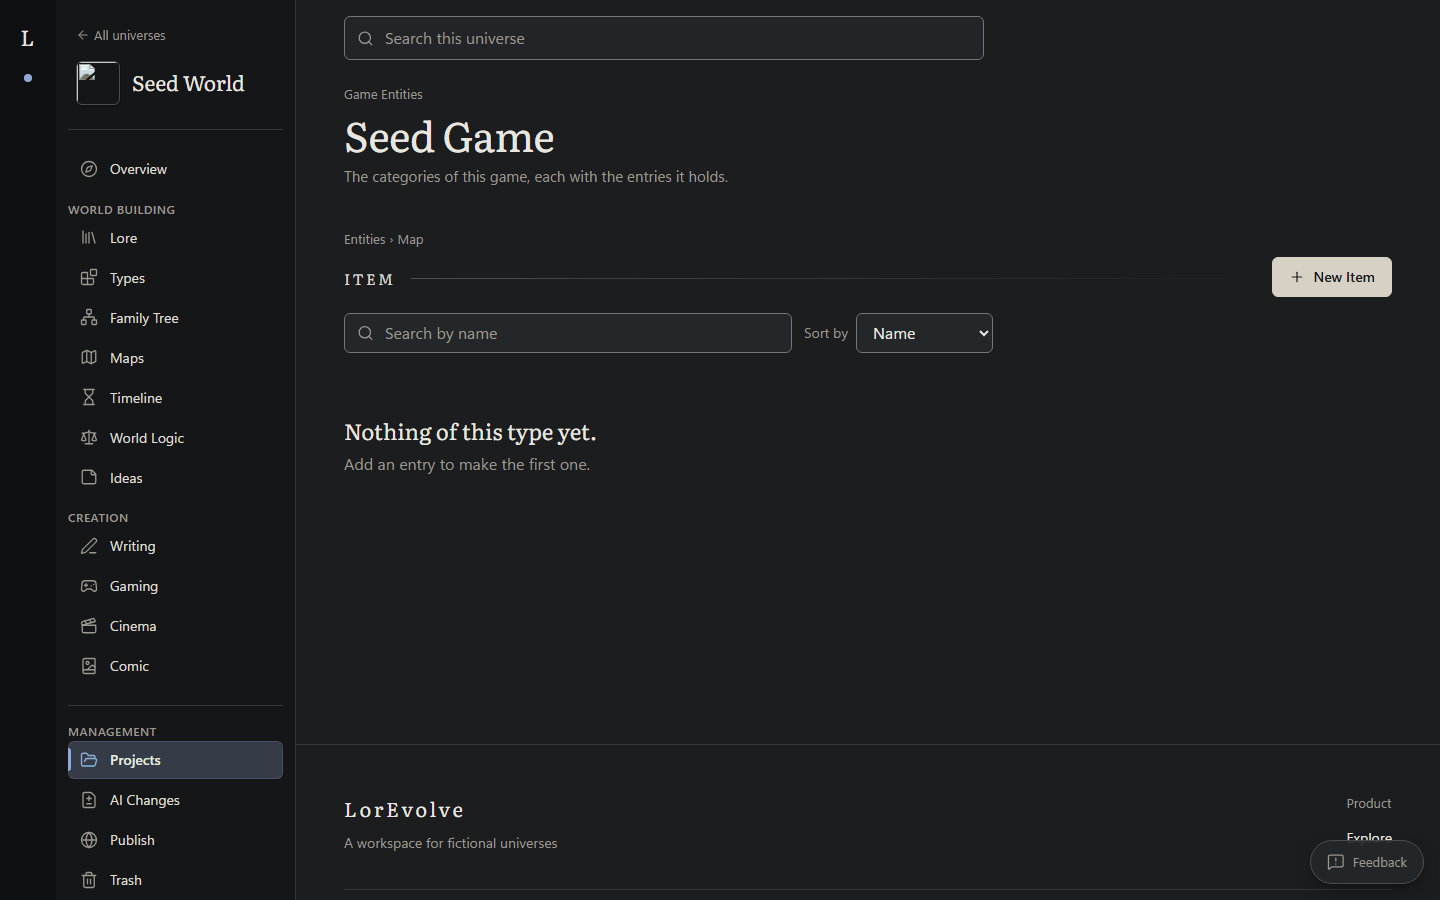 L
All universes
Seed World
Overview
WORLD BUILDING
Lore
Types
Family Tree
Maps
Timeline
World Logic
Ideas
CREATION
Writing
Gaming
Cinema
Comic
MANAGEMENT
Projects
AI Changes
Publish
Trash
Search this universe
Game Entities
Seed Game
The categories of this game, each with the entries it holds.
Entities › Map
ITEM
New Item
Search by name
Sort by
Name
Nothing of this type yet.
Add an entry to make the first one.
LorEvolve
A workspace for fictional universes
Product
Explore
Feedback